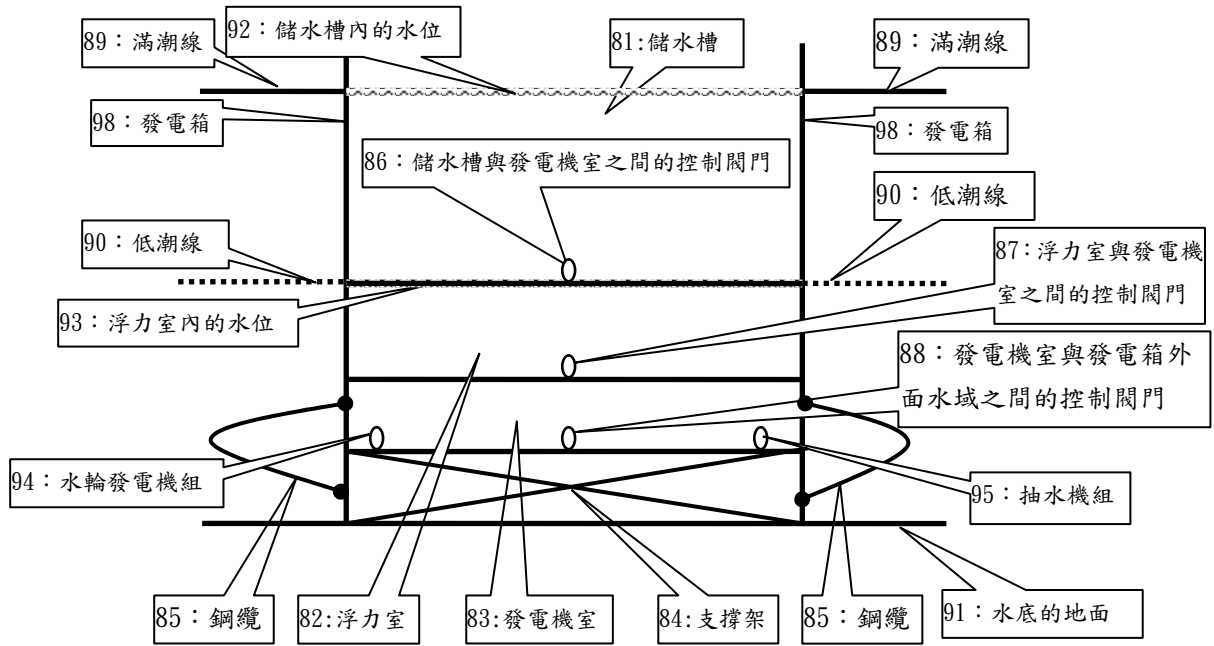 92：儲水槽內的水位
81:儲水槽
89：滿潮線
89：滿潮線
98：發電箱
98：發電箱
86：儲水槽與發電機室之間的控制閥門
90：低潮線
90：低潮線
87：浮力室與發電機
室之間的控制閥門
93：浮力室內的水位
88：發電機室與發電箱外
面水域之間的控制閥門
94：水輪發電機組
95：抽水機組
85：鋼纜
82:浮力室
83:發電機室
84:支撐架
85：鋼纜
91：水底的地面